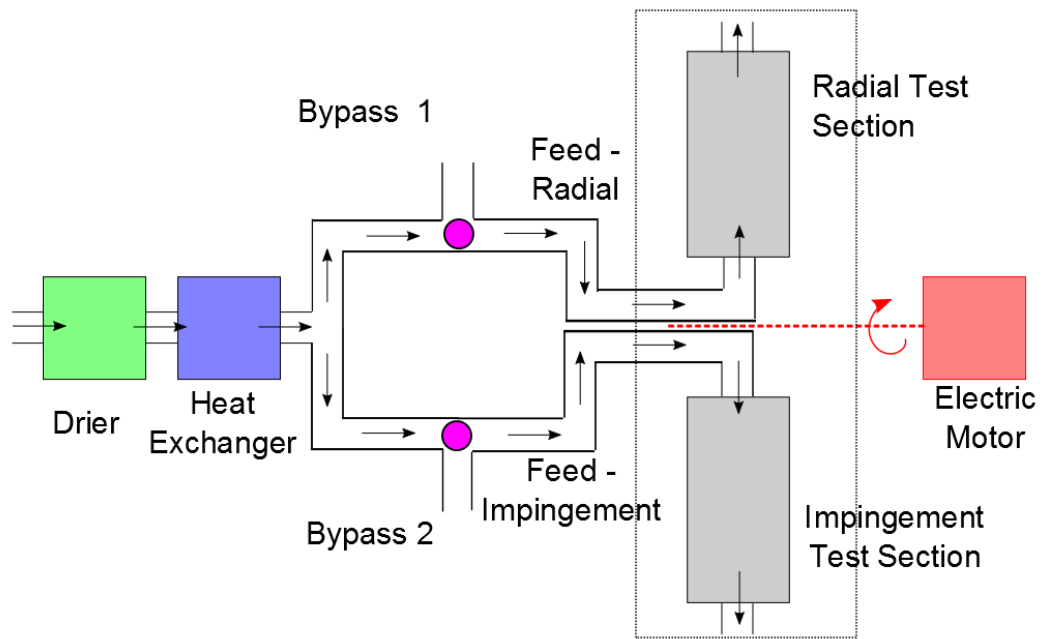 Bypass 1
Feed -
Radial
Radial Test
Section
Drier
Heat
Exchanger
Electric
Motor
Feed -
Impingement
Bypass 2
Impingement
Test Section